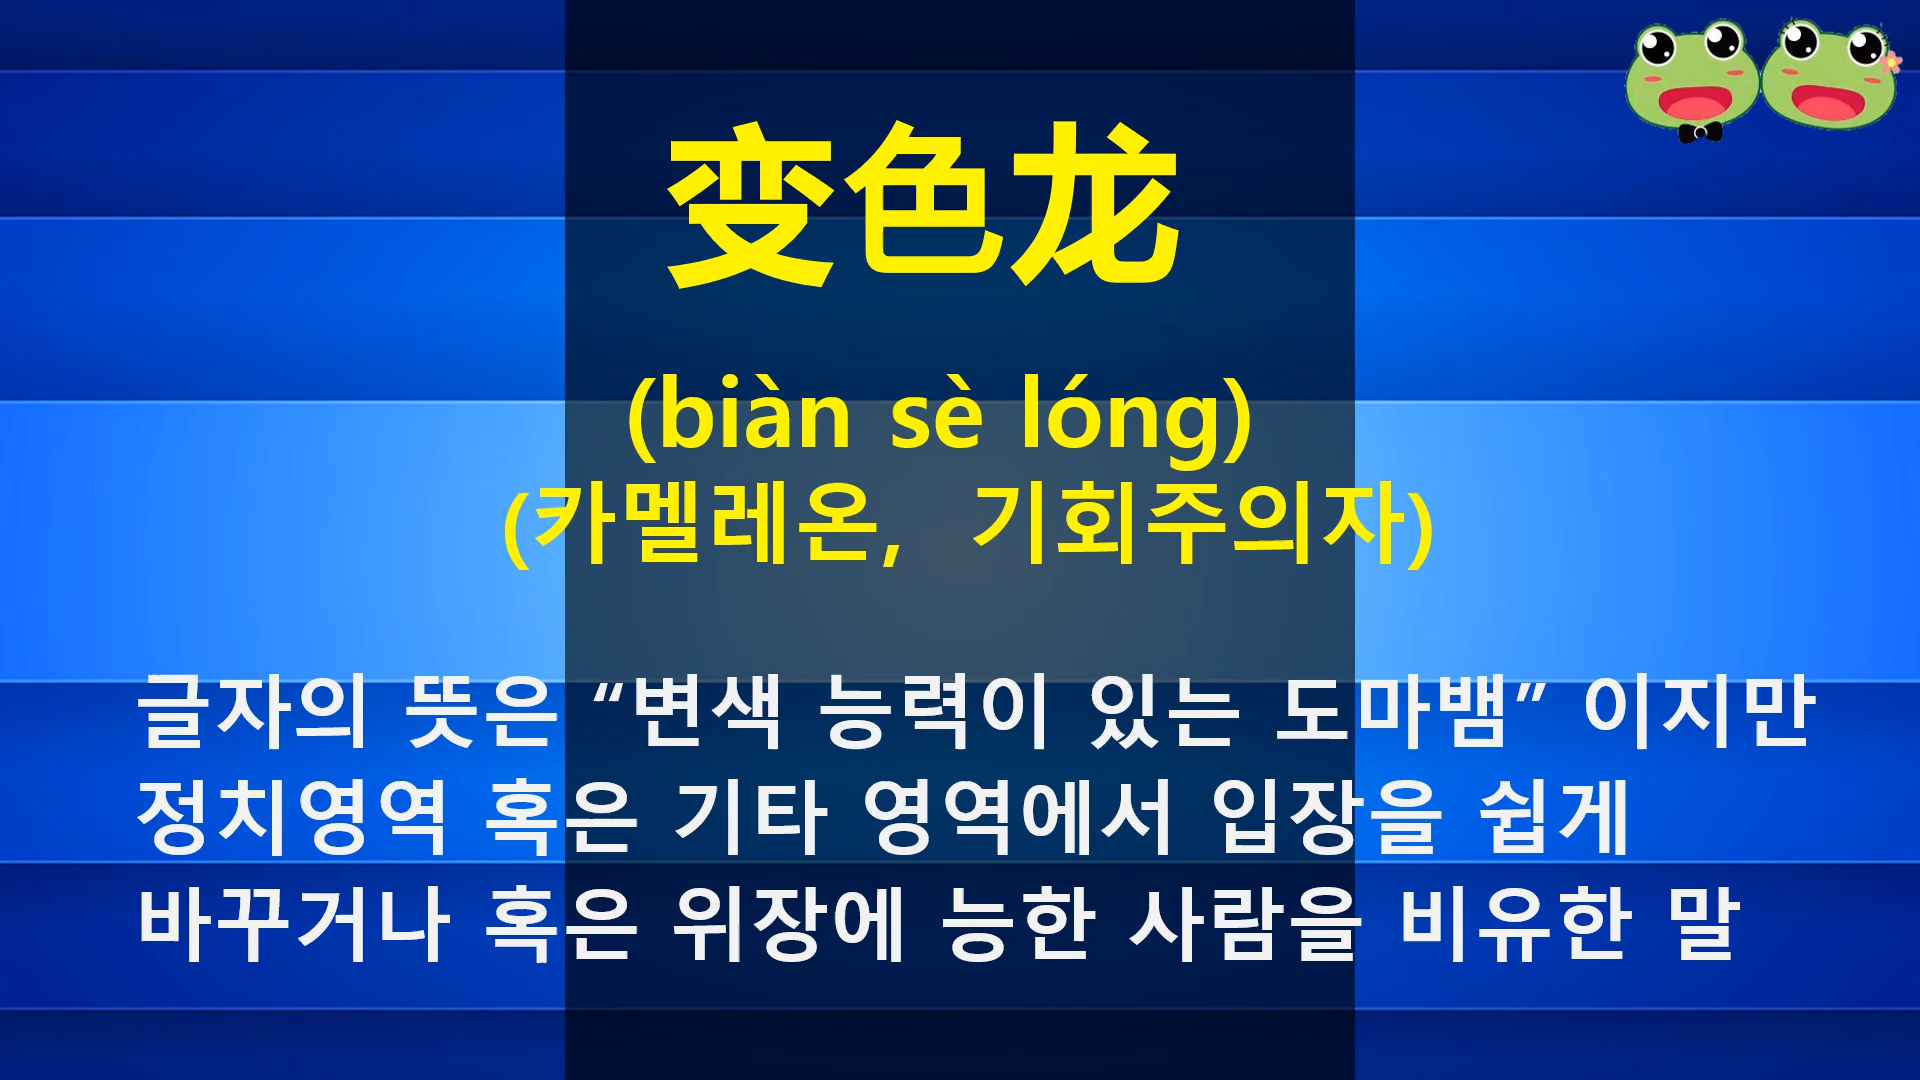 变色龙
(biàn sè lóng)
(카멜레온, 기회주의자)
글자의 뜻은 “변색 능력이 있는 도마뱀” 이지만
정치영역 혹은 기타 영역에서 입장을 쉽게
바꾸거나 혹은 위장에 능한 사람을 비유한 말